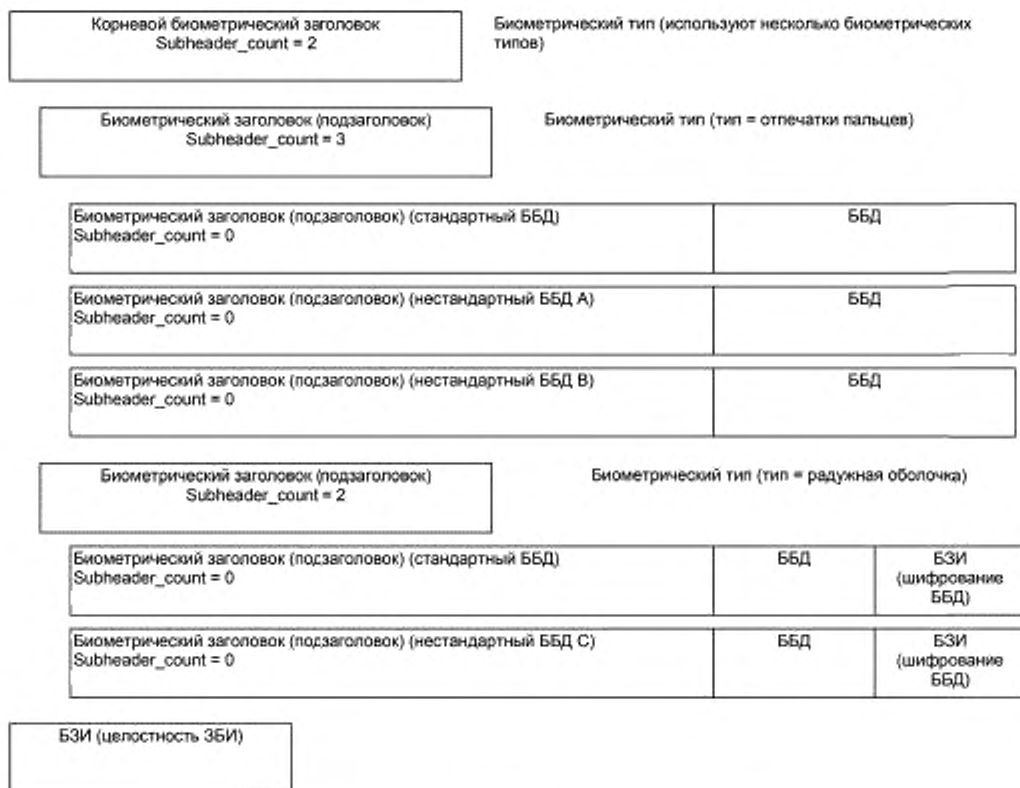 Корневой биометрический заголовок
Subheader_count = 2
Биометрический тип (используют несколько биометрических
типов)
Биометрический заголовок (подзаголовок)
Subheader_count = 3
Биометрический тип (тип = отпечатки пальцев)
Биометрический заголовок (подзаголовок) (стандартный ББД)
Subheader_count = 0
ББД
Биометрический заголовок (подзаголовок) (нестандартный ББД А)
Subheader_count = 0
ББД
Биометрический заголовок (подзаголовок) (нестандартный ББД В)
Subheader_count = 0
ББД
Биометрический заголовок (подзаголовок)
Subheader_count = 2
Биометрический тип (тип = радужная оболочка)
Биометрический заголовок (подзаголовок) (стандартный ББД)
Subheader_count = 0
ББД
БЗИ
(шифрование
ББД)
Биометрический заголовок (подзаголовок) (нестандартный ББД С)
Subheader_count = 0
ББД
БЗИ
(шифрование
ББД)
БЗИ (целостность ЗБИ)